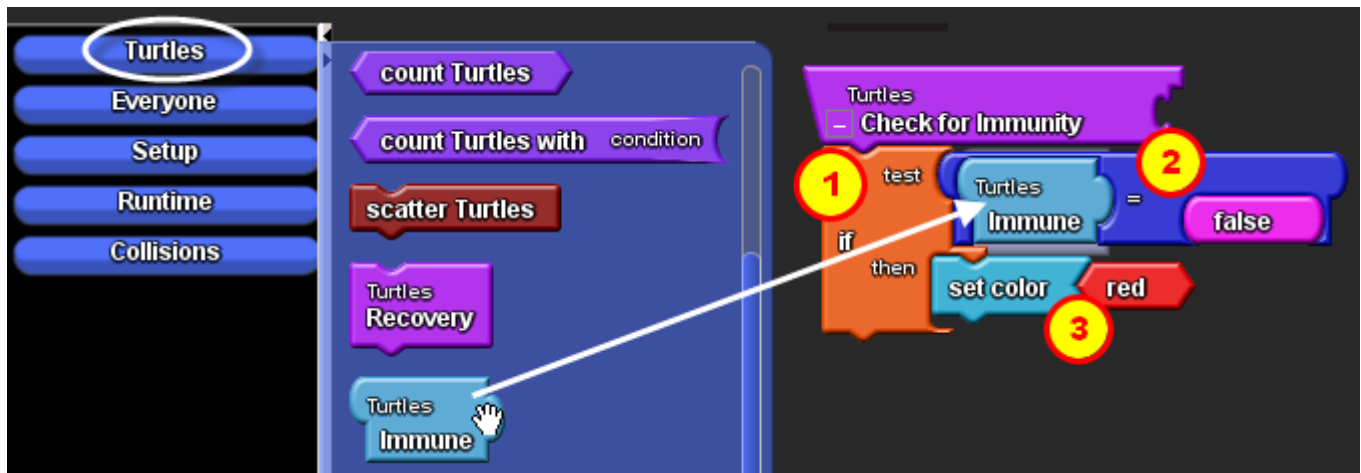 Turtles
Everyone
Setup
Runtime
Collisions
count Turtles
count Turtles with condition
scatter Turtles
Turtles
Recovery
Turtles
Immune
Turtles
– Check for Immunity
1
test
Turtles
Immune
=
2
false
if
then
set color
red
3